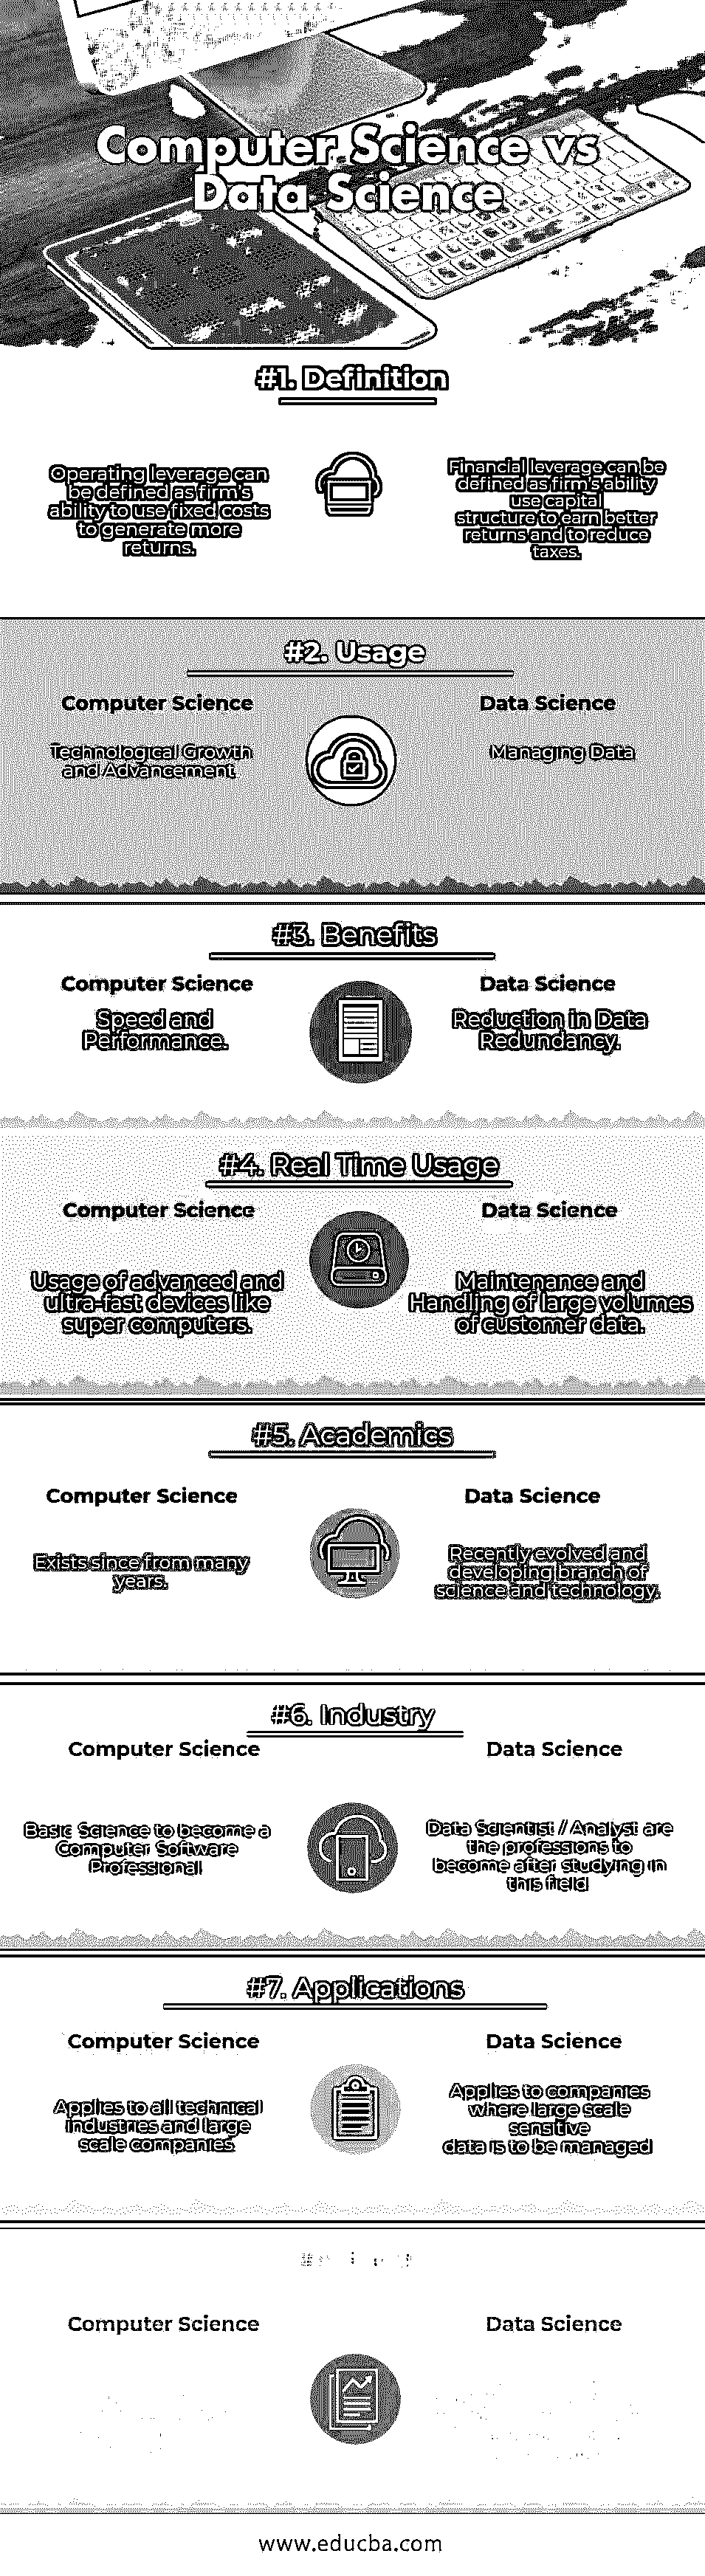 Computer Science vs
Data Science
#1. Definition
Operating leverage can
be defined as firm's
ability to use fixed costs
to generate more
returns.
Financial leverage can be
defined as firm's ability
use capital
structure to earn better
returns and to reduce
taxes.
#2. Usage
Computer Science
Technological Growth
and Advancement.
Data Science
Managing Data
#3. Benefits
Computer Science
Speed and
Performance.
Data Science
Reduction in Data
Redundancy.
#4. Real Time Usage
Computer Science
Usage of advanced and
ultra-fast devices like
super computers.
Data Science
Maintenance and
Handling of large volumes
of customer data.
#5. Academics
Computer Science
Exists since from many
years.
Data Science
Recently evolved and
developing branch of
science and technology.
#6. Industry
Computer Science
Basic Science to become a
Computer Software
Professional.
Data Science
Data Scientist / Analyst are
the professions to
become after studying in
this field
#7. Applications
Computer Science
Applies to all technical
industries and large
scale companies.
Data Science
Applies to companies
where large scale
sensitive
data is to be managed
Computer Science
Data Science
www.educba.com